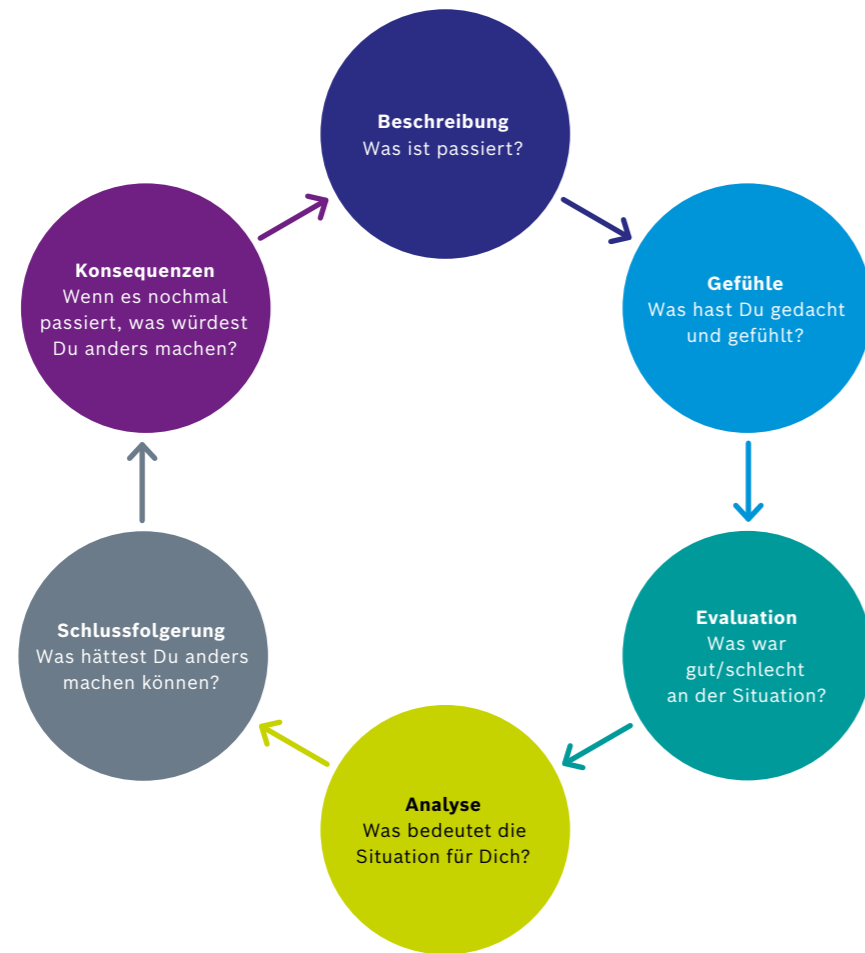 Beschreibung
Was ist passiert?
Gefühle
Was hast Du gedacht
und gefühlt?
Evaluation
Was war
gut/schlecht
an der Situation?
Analyse
Was bedeutet die
Situation für Dich?
Schlussfolgerung
Was hättest Du anders
machen können?
Konsequenzen
Wenn es nochmal
passiert, was würdest
Du anders machen?